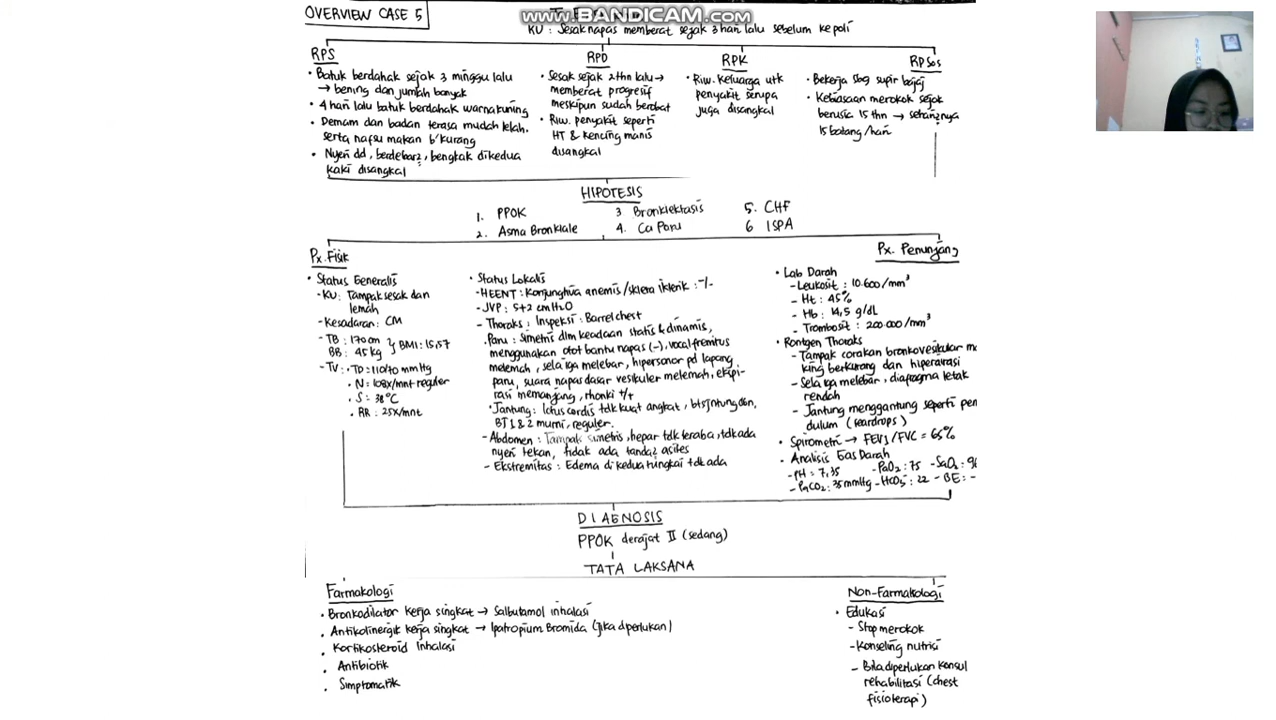 OVERVIEW CASE 5
www.BANDICAM.com
KU : Sesak napas memberat sejak 3 hari lalu sebelum ke poli
RPS
• Batuk berdahak sejak 3 minggu lalu
→ bening dan jumlah banyak
• 4 hari lalu batuk berdahak warna kuning
• Demam dan badan terasa mudah lelah.
serta nafsu makan b'kurang
• Nyeri dd, berdebar2, bengkak dikedua
kaki disangkal
RPD
• Sesak sejak 2 thn lalu →
memberat progresif
meskipun sudah berobat
• Riw. penyakit seperti
HT & kencing manis
disangkal
RPK
• Riw. keluarga utk
penyakit serupa
juga disangkal
RPSos
• Bekerja sbg supir bajaj
• Kebiasaan merokok sejak
berusia 15 thn → seharinya
15 batang/hari
HIPOTESIS
1. PPOK
2. Asma Bronkiale
3 Bronkiektasis
4. Ca Paru
5. CHF
6 ISPA
Px. Fisik
• Status Generalis
- KU : Tampak sesak dan
lemah
- Kesadaran : CM
- TB : 170 cm
BB : 45 kg } BMI : 15,57
- TV : • TD = 110/70 mmHg
• N = 108x/mnt reguler
• S = 38°C
• RR : 25x/mnt
• Status Lokalis
- HEENT : Konjungtiva anemis/sklera ikterik : -/-
- JVP : 5+2 cm H2O
- Thoraks : Inspeksi : Barrel chest
• Paru : Simetris dlm keadaan statis & dinamis,
menggunakan otot bantu napas (-), vocal fremitus
melemah, sela iga melebar, hipersonor pd lapang
paru, suara napas dasar vesikuler melemah, ekspi-
rasi memanjang, rhonki +/+
• Jantung : Ictus cordis tdk kuat angkat, bts jntung dbn,
BJ 1 & 2 murni, reguler.
- Abdomen : Tampak simetris, hepar tdk teraba, tdk ada
nyeri tekan, tidak ada tanda2 asites
- Ekstremitas : Edema di kedua tungkai tdk ada
Px. Penunjang
• Lab Darah
- Leukosit : 10.600/mm³
- Ht : 45%
- Hb : 14,5 g/dL
- Trombosit : 200.000/mm³
• Rontgen Thoraks
- Tampak corakan bronkovesikular
king berkurang dan hiperaerasi
- Sela iga melebar, diafragma letak
rendah
- Jantung menggantung seperti pen
dulum (teardrops)
• Spirometri → FEV1/FVC = 65%
• Analisis Gas Darah
- PH = 7,35 - PaO2 : 75 - SaO2 :
- PaCO2 : 35 mmHg - HCO3⁻ : 22 - BE : -
DIAGNOSIS
PPOK derajat II (sedang)
TATA LAKSANA
Farmakologi
• Bronkodilator kerja singkat → Salbutamol inhalasi
• Antikolinergik kerja singkat → Ipatropium Bromida (jika diperlukan)
• Kortikosteroid Inhalasi
• Antibiotik
• Simptomatik
Non-Farmakologi
• Edukasi
- Stop merokok
- Konseling nutrisi
- Bila diperlukan konsul
rehabilitasi (chest
fisioterapi)